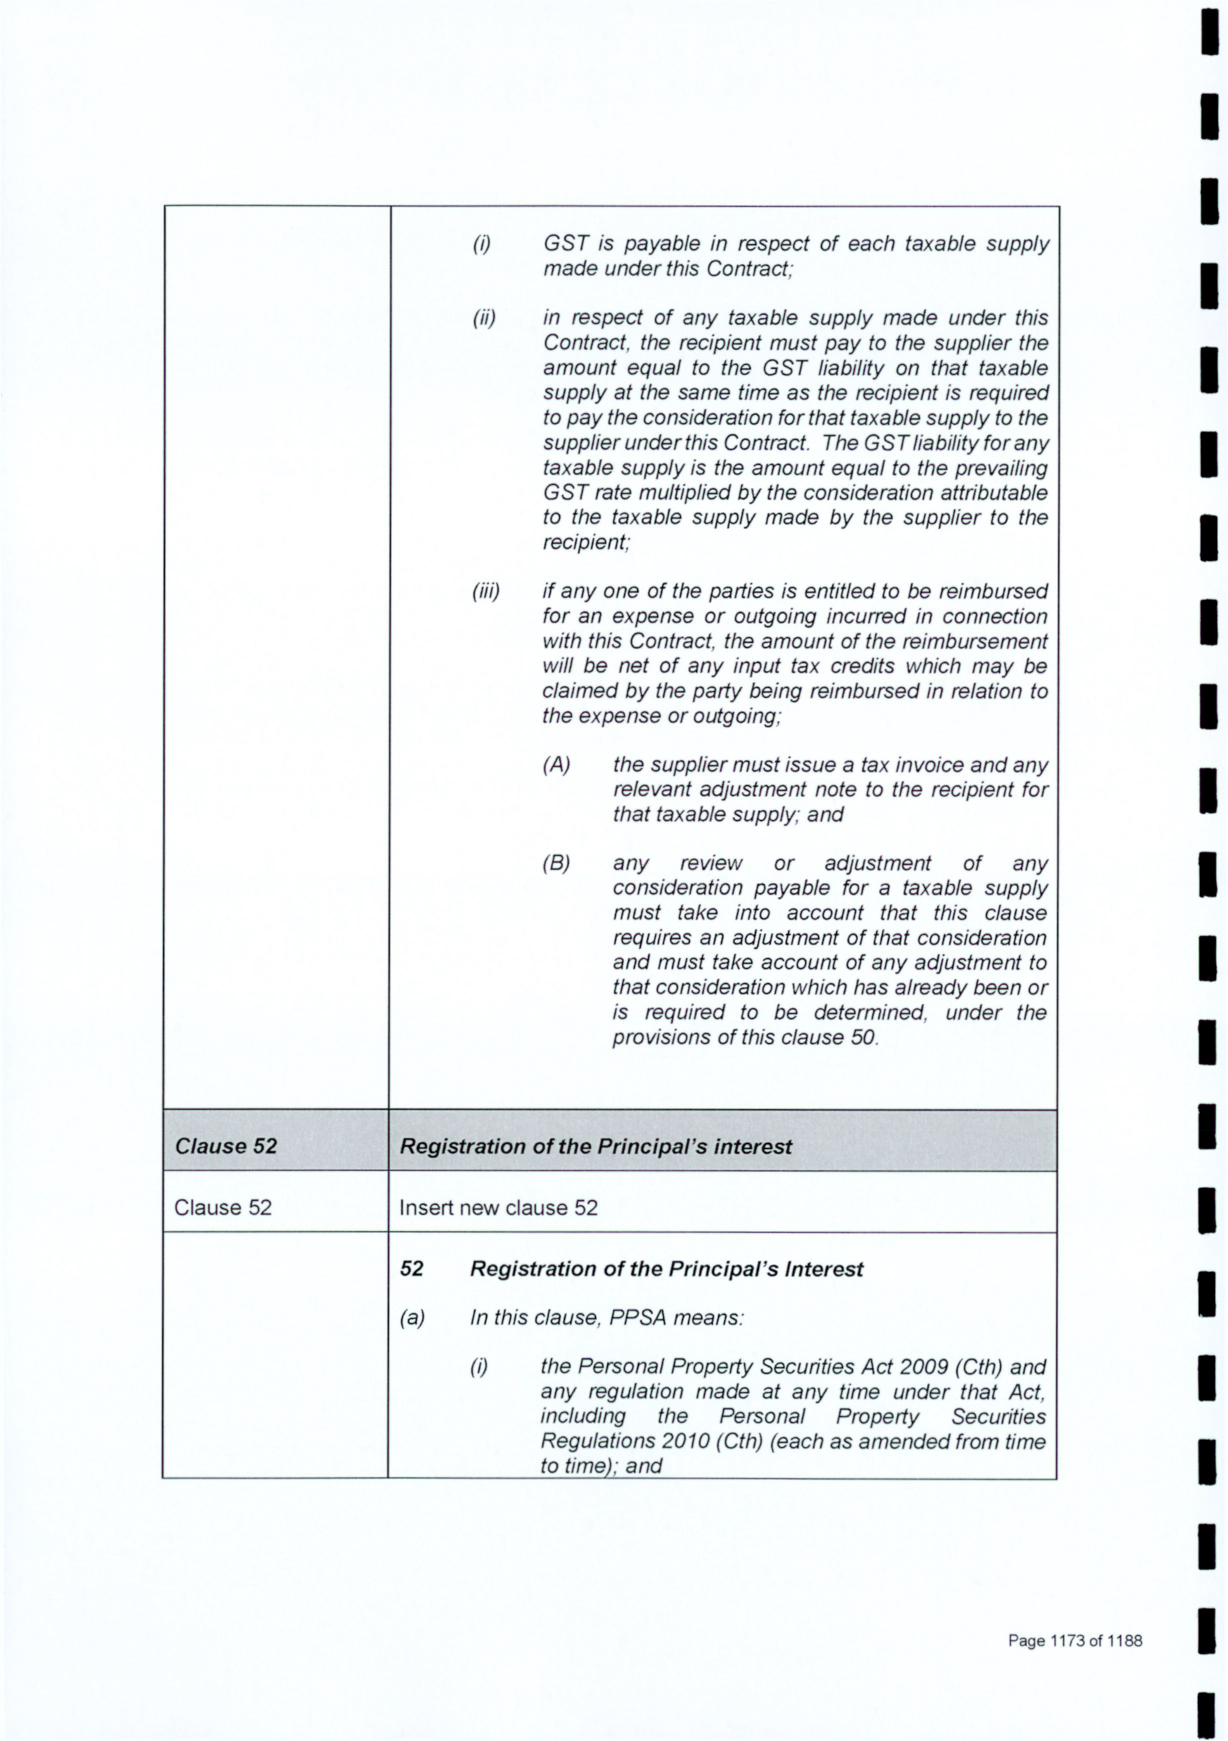 (i) GST is payable in respect of each taxable supply
made under this Contract;
(ii) in respect of any taxable supply made under this
Contract, the recipient must pay to the supplier the
amount equal to the GST liability on that taxable
supply at the same time as the recipient is required
to pay the consideration for that taxable supply to the
supplier under this Contract. The GST liability for any
taxable supply is the amount equal to the prevailing
GST rate multiplied by the consideration attributable
to the taxable supply made by the supplier to the
recipient;
(iii) if any one of the parties is entitled to be reimbursed
for an expense or outgoing incurred in connection
with this Contract, the amount of the reimbursement
will be net of any input tax credits which may be
claimed by the party being reimbursed in relation to
the expense or outgoing;
(A) the supplier must issue a tax invoice and any
relevant adjustment note to the recipient for
that taxable supply; and
(B) any review or adjustment of any
consideration payable for a taxable supply
must take into account that this clause
requires an adjustment of that consideration
and must take account of any adjustment to
that consideration which has already been or
is required to be determined, under the
provisions of this clause 50.
Clause 52 Registration of the Principal's interest
Clause 52 Insert new clause 52
52 Registration of the Principal's Interest
(a) In this clause, PPSA means:
(i) the Personal Property Securities Act 2009 (Cth) and
any regulation made at any time under that Act,
including the Personal Property Securities
Regulations 2010 (Cth) (each as amended from time
to time); and
Page 1173 of 1188